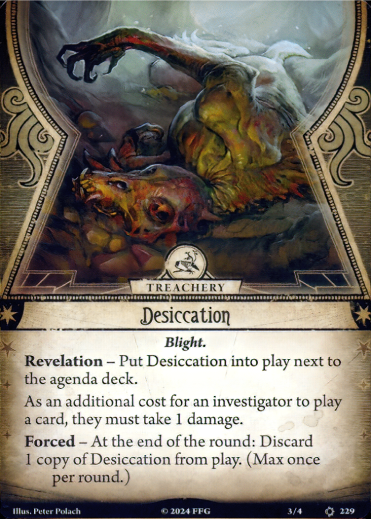 TREACHERY
Desiccation
Blight.
Revelation – Put Desiccation into play next to
the agenda deck.
As an additional cost for an investigator to play
a card, they must take 1 damage.
Forced – At the end of the round: Discard
1 copy of Desiccation from play. (Max once
per round.)
Illus. Peter Polach © 2024 FFG 3/4 229